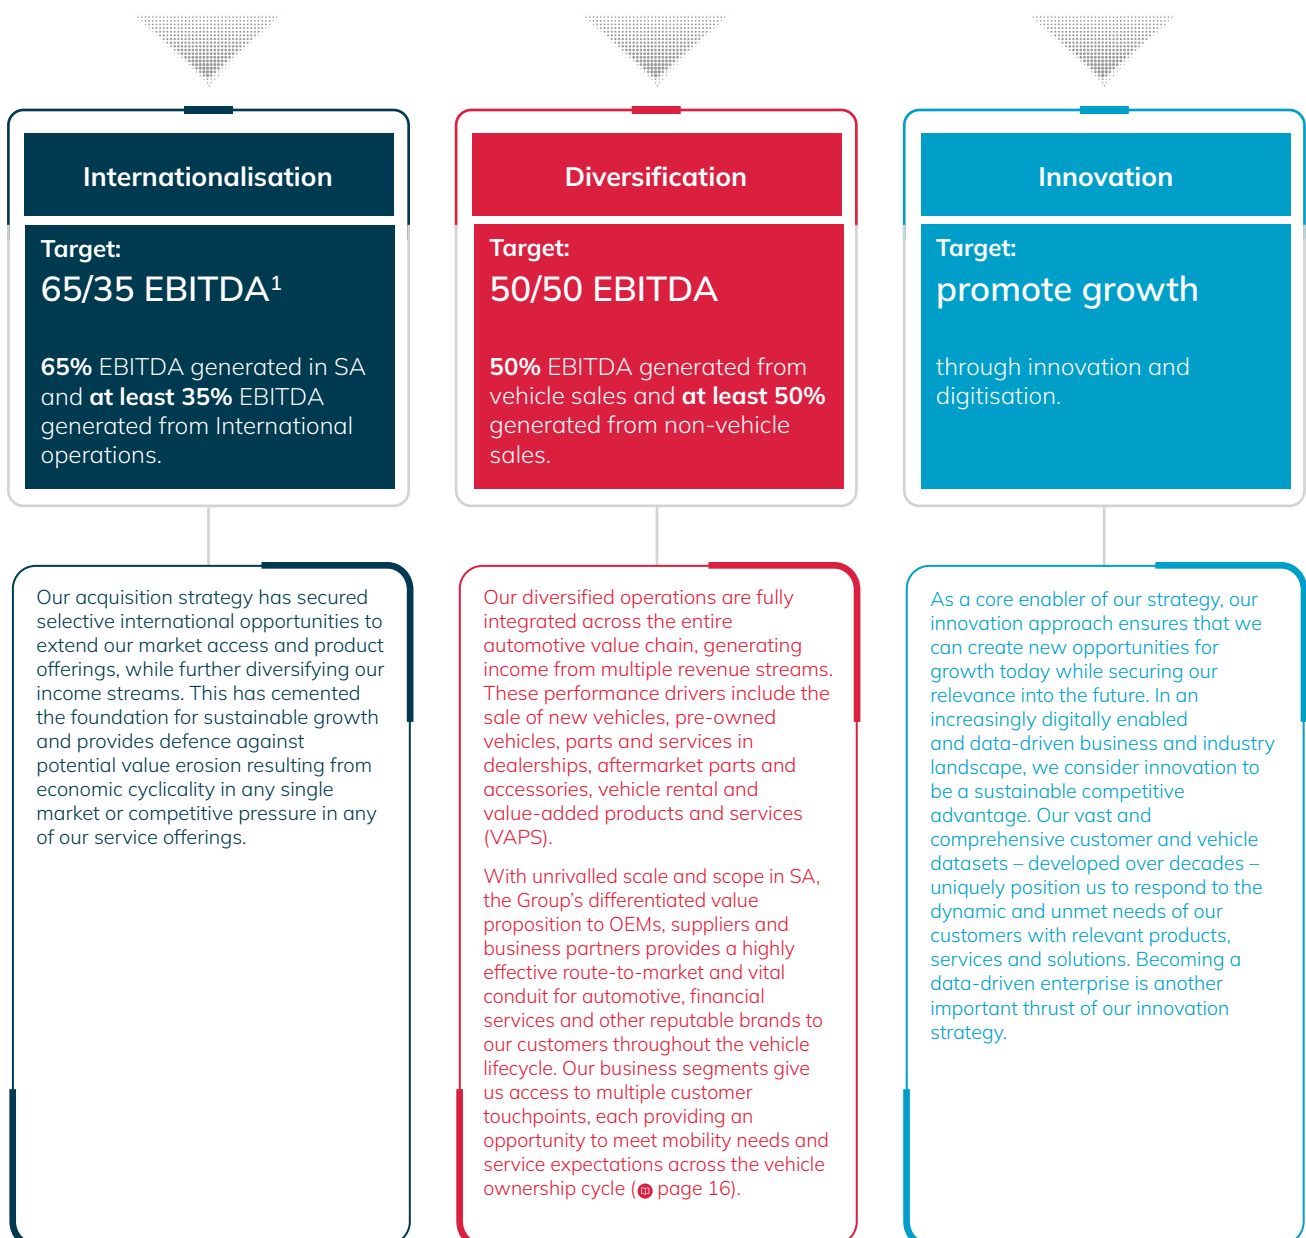 Internationalisation
Target:
65/35 EBITDA¹
65% EBITDA generated in SA
and at least 35% EBITDA
generated from International
operations.
Our acquisition strategy has secured
selective international opportunities to
extend our market access and product
offerings, while further diversifying our
income streams. This has cemented
the foundation for sustainable growth
and provides defence against
potential value erosion resulting from
economic cyclicality in any single
market or competitive pressure in any
of our service offerings.
Diversification
Target:
50/50 EBITDA
50% EBITDA generated from
vehicle sales and at least 50%
generated from non-vehicle
sales.
Our diversified operations are fully
integrated across the entire
automotive value chain, generating
income from multiple revenue streams.
These performance drivers include the
sale of new vehicles, pre-owned
vehicles, parts and services in
dealerships, aftermarket parts and
accessories, vehicle rental and
value-added products and services
(VAPS).
With unrivalled scale and scope in SA,
the Group's differentiated value
proposition to OEMs, suppliers and
business partners provides a highly
effective route-to-market and vital
conduit for automotive, financial
services and other reputable brands to
our customers throughout the vehicle
lifecycle. Our business segments give
us access to multiple customer
touchpoints, each providing an
opportunity to meet mobility needs and
service expectations across the vehicle
ownership cycle ( page 16).
Innovation
Target:
promote growth
through innovation and
digitisation.
As a core enabler of our strategy, our
innovation approach ensures that we
can create new opportunities for
growth today while securing our
relevance into the future. In an
increasingly digitally enabled
and data-driven business and industry
landscape, we consider innovation to
be a sustainable competitive
advantage. Our vast and
comprehensive customer and vehicle
datasets – developed over decades –
uniquely position us to respond to the
dynamic and unmet needs of our
customers with relevant products,
services and solutions. Becoming a
data-driven enterprise is another
important thrust of our innovation
strategy.